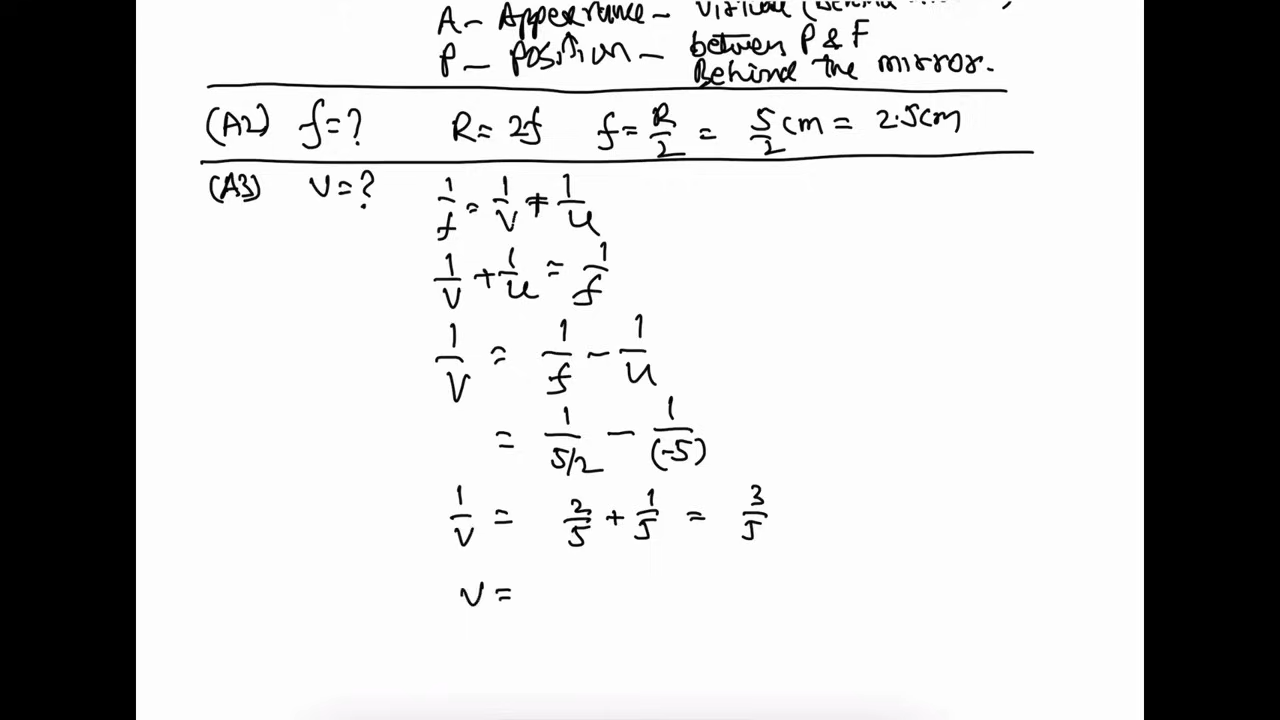 A - Appearance - Virtual (
P - Position - between P & F
Behind the mirror.
(A2) f = ? R = 2f f = R/2 = 5/2 cm = 2.5cm
(A3) v = ? 1/f = 1/v + 1/u
1/v + 1/u = 1/f
1/v = 1/f - 1/u
= 1/5/2 - 1/(-5)
1/v = 2/5 + 1/5 = 3/5
v =